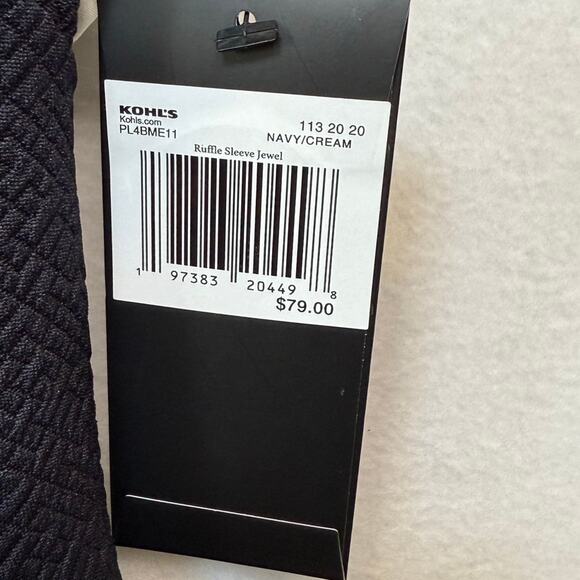 KOHL'S
Kohls.com
PL4BME11
113 20 20
NAVY/CREAM
Ruffle Sleeve Jewel
1 97383 20449 8
$79.00